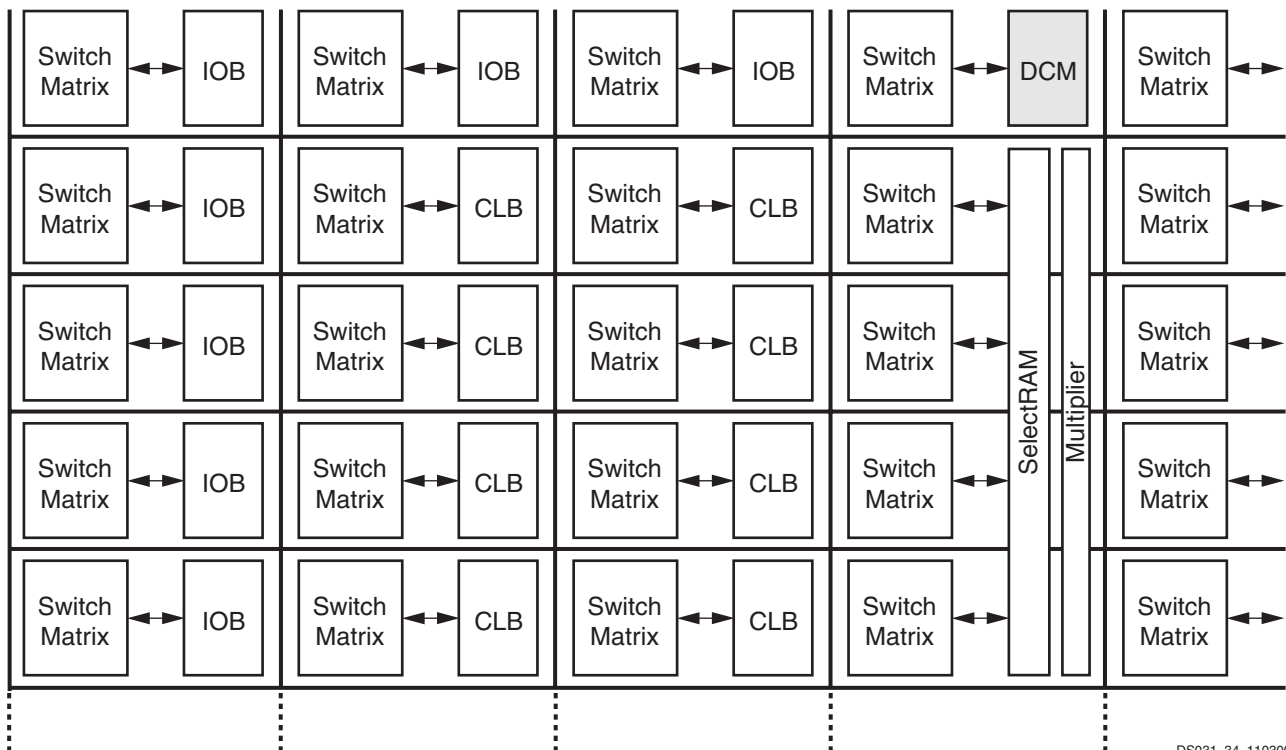 Switch Matrix IOB Switch Matrix IOB Switch Matrix IOB Switch Matrix DCM Switch Matrix
Switch Matrix IOB Switch Matrix CLB Switch Matrix CLB Switch Matrix Switch Matrix
Switch Matrix IOB Switch Matrix CLB Switch Matrix CLB Switch Matrix Switch Matrix
SelectRAM
Multiplier
Switch Matrix IOB Switch Matrix CLB Switch Matrix CLB Switch Matrix Switch Matrix
Switch Matrix IOB Switch Matrix CLB Switch Matrix CLB Switch Matrix Switch Matrix